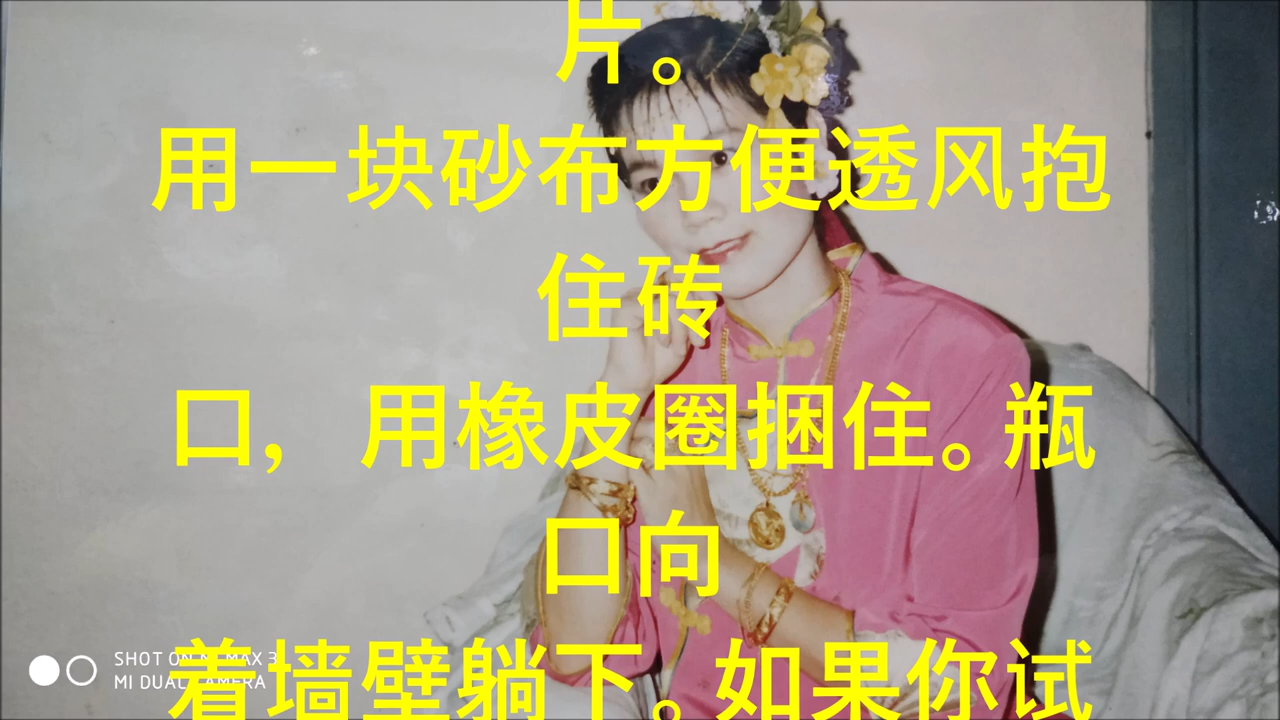 片。
用一块砂布方便透风抱
住砖
口，用橡皮圈捆住。瓶
口向
着墙壁躺下。如果你试
SHOT ON MI MAX 3
MI DUAL CAMERA